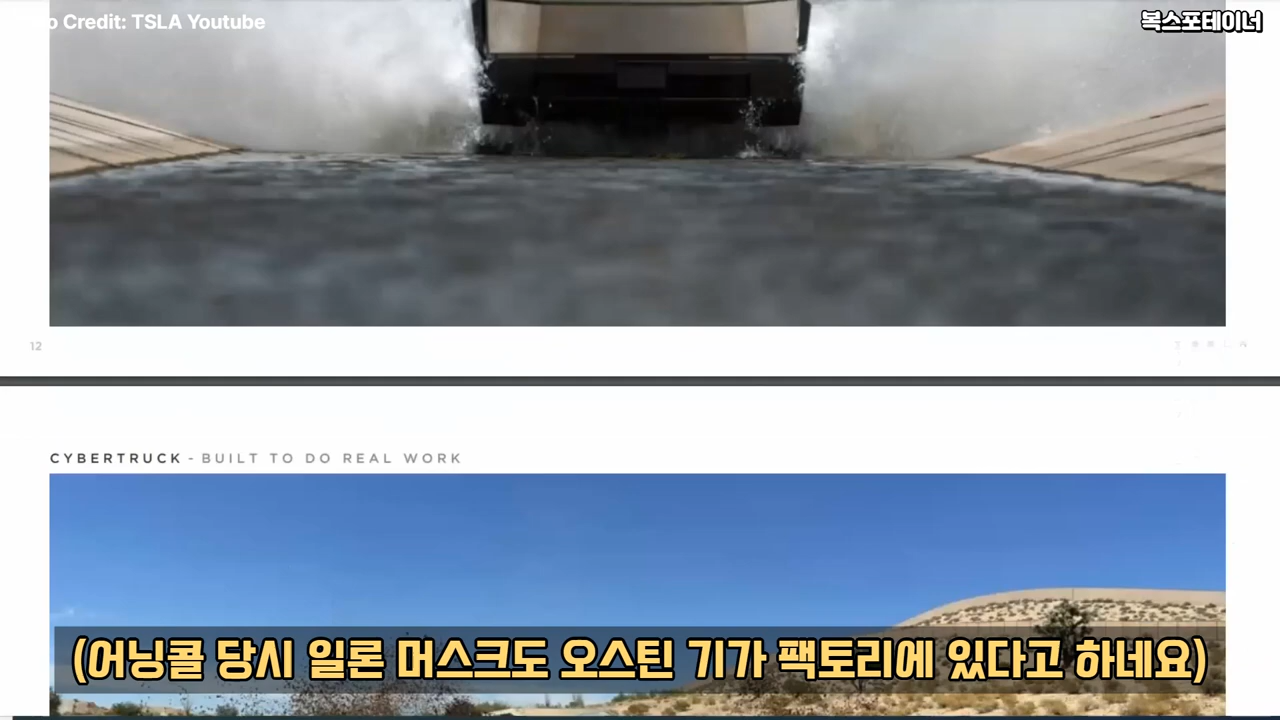 o Credit: TSLA Youtube
복스포테이너
12
TESLA
CYBERTRUCK - BUILT TO DO REAL WORK
(어닝콜 당시 일론 머스크도 오스틴 기가 팩토리에 있다고 하네요)